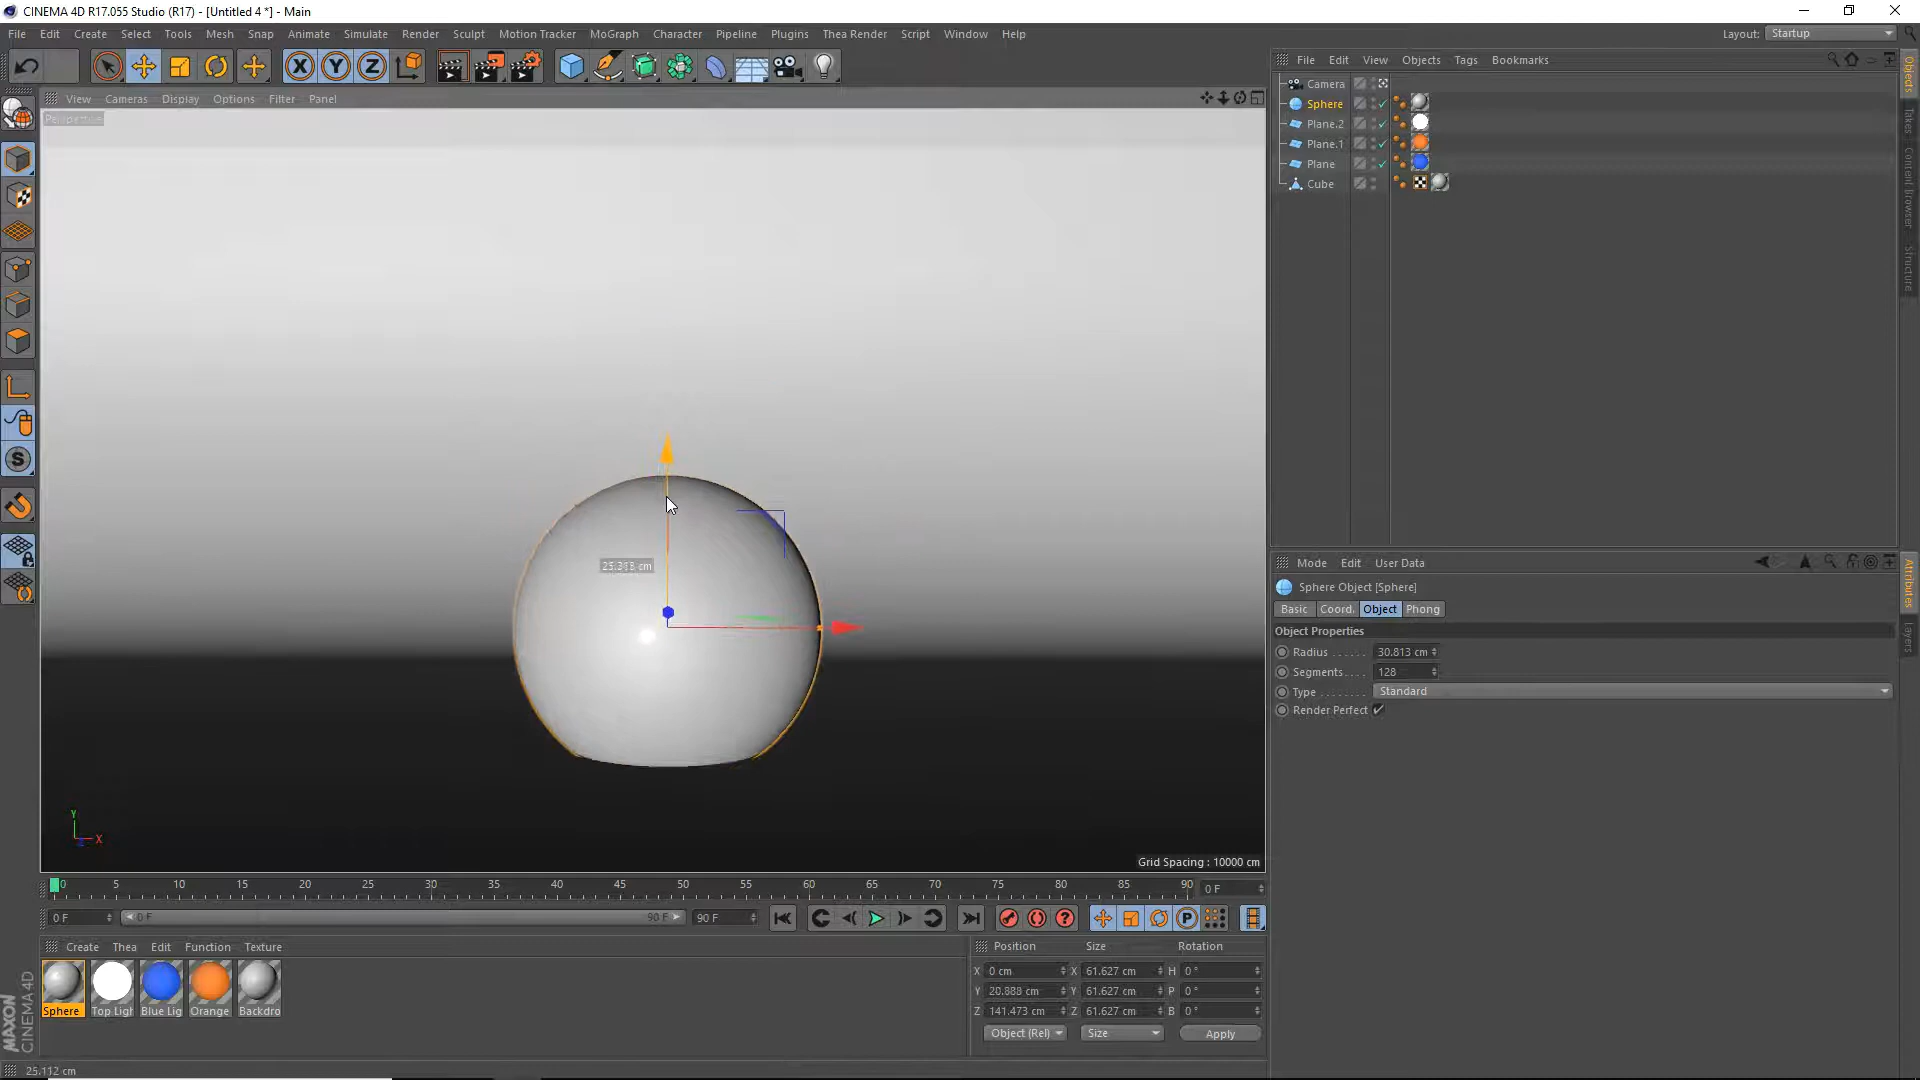 CINEMA 4D R17.055 Studio (R17) - [Untitled 4 *] - Main
File Edit Create Select Tools Mesh Snap Animate Simulate Render Sculpt Motion Tracker MoGraph Character Pipeline Plugins Thea Render Script Window Help
Layout: Startup
X Y Z
File Edit View Objects Tags Bookmarks
View Cameras Display Options Filter Panel
Perspective
Camera
Sphere
Plane.2
Plane.1
Plane
Cube
Objects
Takes
Content Browser
Structure
S
Mode Edit User Data
Attributes
Layers
Sphere Object [Sphere]
Basic Coord. Object Phong
Object Properties
Radius ...... 30.813 cm
Segments .... 128
Type ........ Standard
Render Perfect
Y
X
Grid Spacing : 10000 cm
0 5 10 15 20 25 30 35 40 45 50 55 60 65 70 75 80 85 90 0 F
0 F 0 F 90 F 90 F
P
Create Thea Edit Function Texture
Sphere Top Ligh Blue Lig Orange Backdro
Position Size Rotation
X 0 cm X 61.627 cm H 0 °
Y 20.888 cm Y 61.627 cm P 0 °
Z 141.473 cm Z 61.627 cm B 0 °
Object (Rel) Size Apply
MAXON
CINEMA 4D
25.112 cm